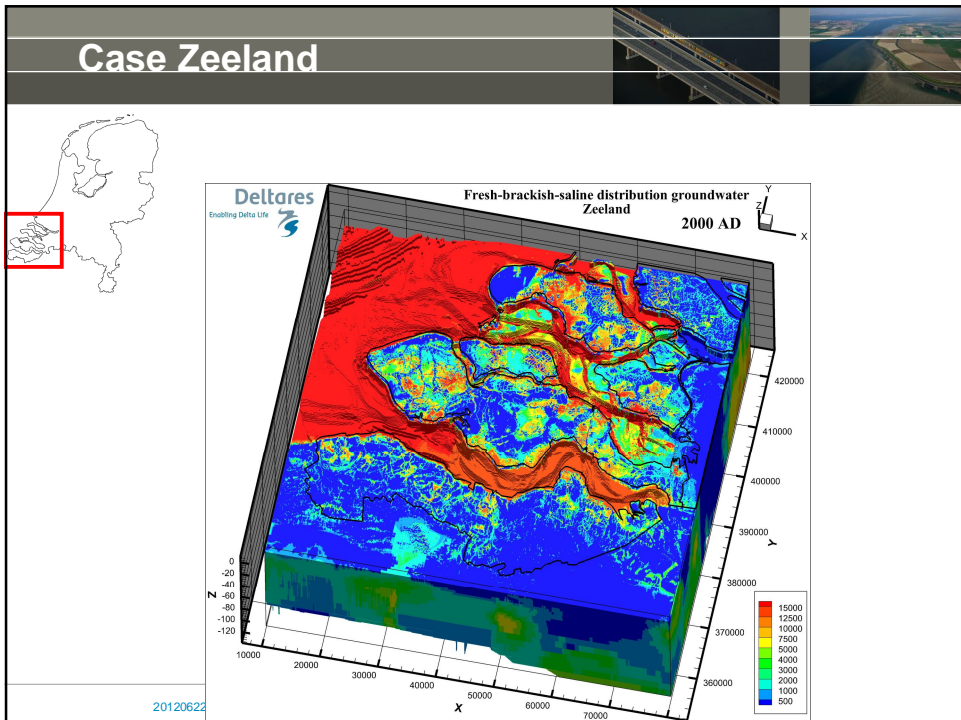 Case Zeeland
Deltares
Enabling Delta Life
Fresh-brackish-saline distribution groundwater
Zeeland
2000 AD
Y
Z
X
0
-20
-40
-60
-80
-100
-120
Z
10000
20000
30000
40000
50000
60000
70000
X
420000
410000
400000
390000
380000
370000
360000
Y
15000
12500
10000
7500
5000
4000
3000
2000
1000
500
20120622